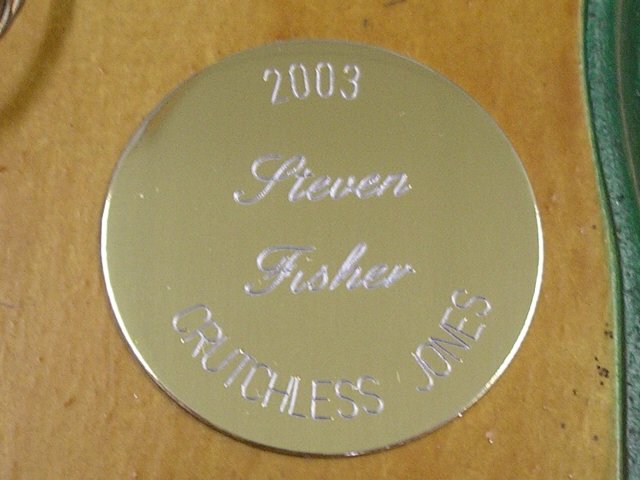 2003
Steven
Fisher
CRUTCHLESS JONES